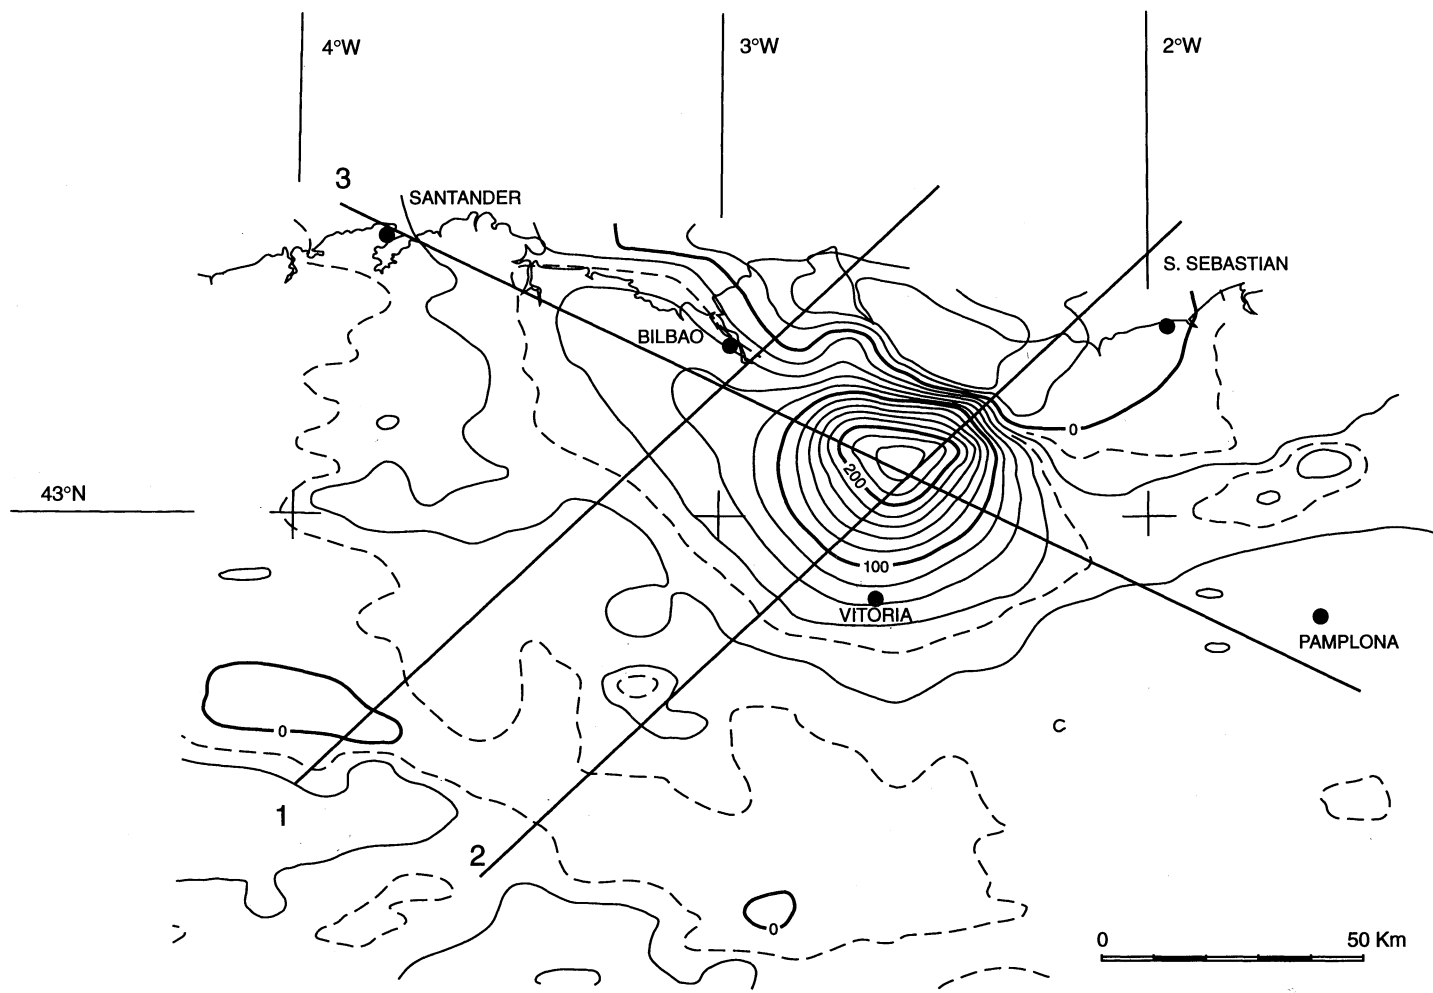 4°W
3°W
2°W
3
SANTANDER
S. SEBASTIAN
BILBAO
0
200
43°N
100
VITORIA
PAMPLONA
0
C
1
2
0
0
50 Km